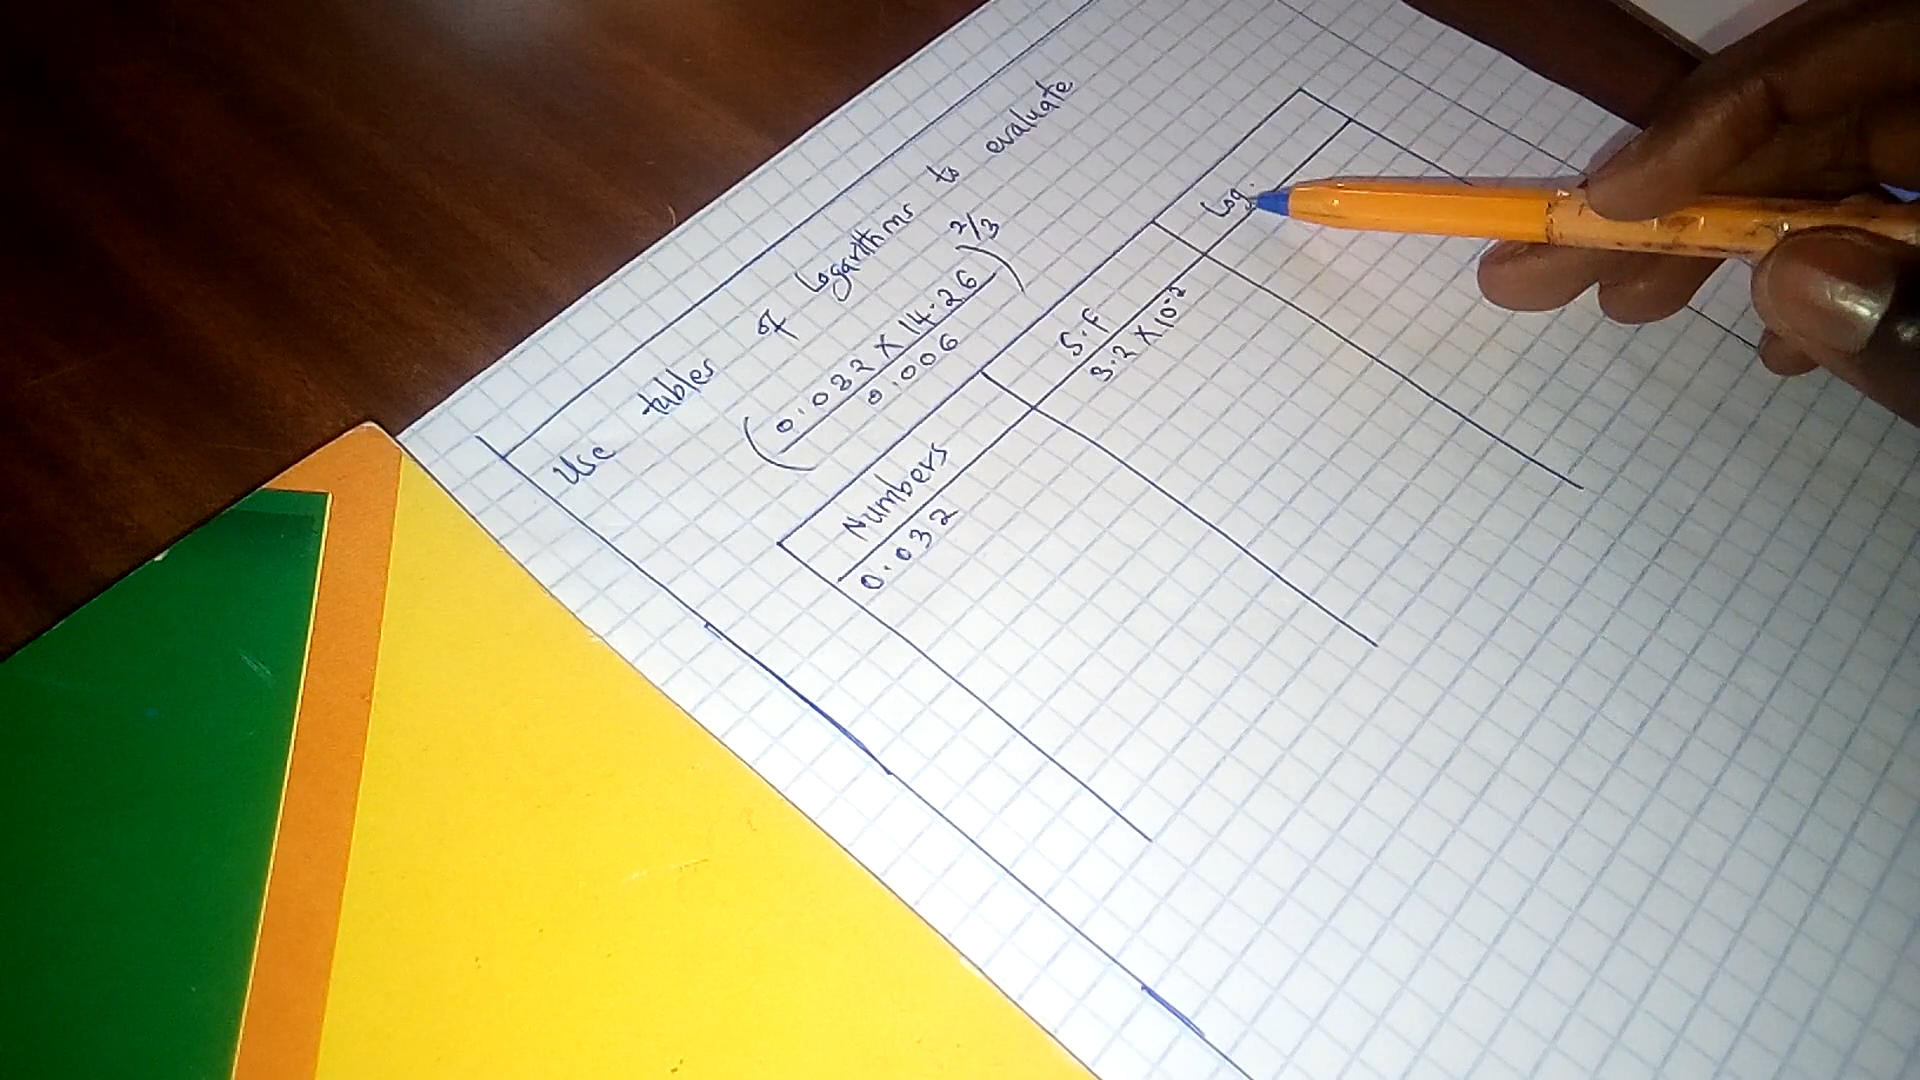 Use tables of Logarithms to evaluate
(0.032 X 14.26 / 0.006)^2/3
Numbers S.F Log.
0.032 3.2 X 10^-2